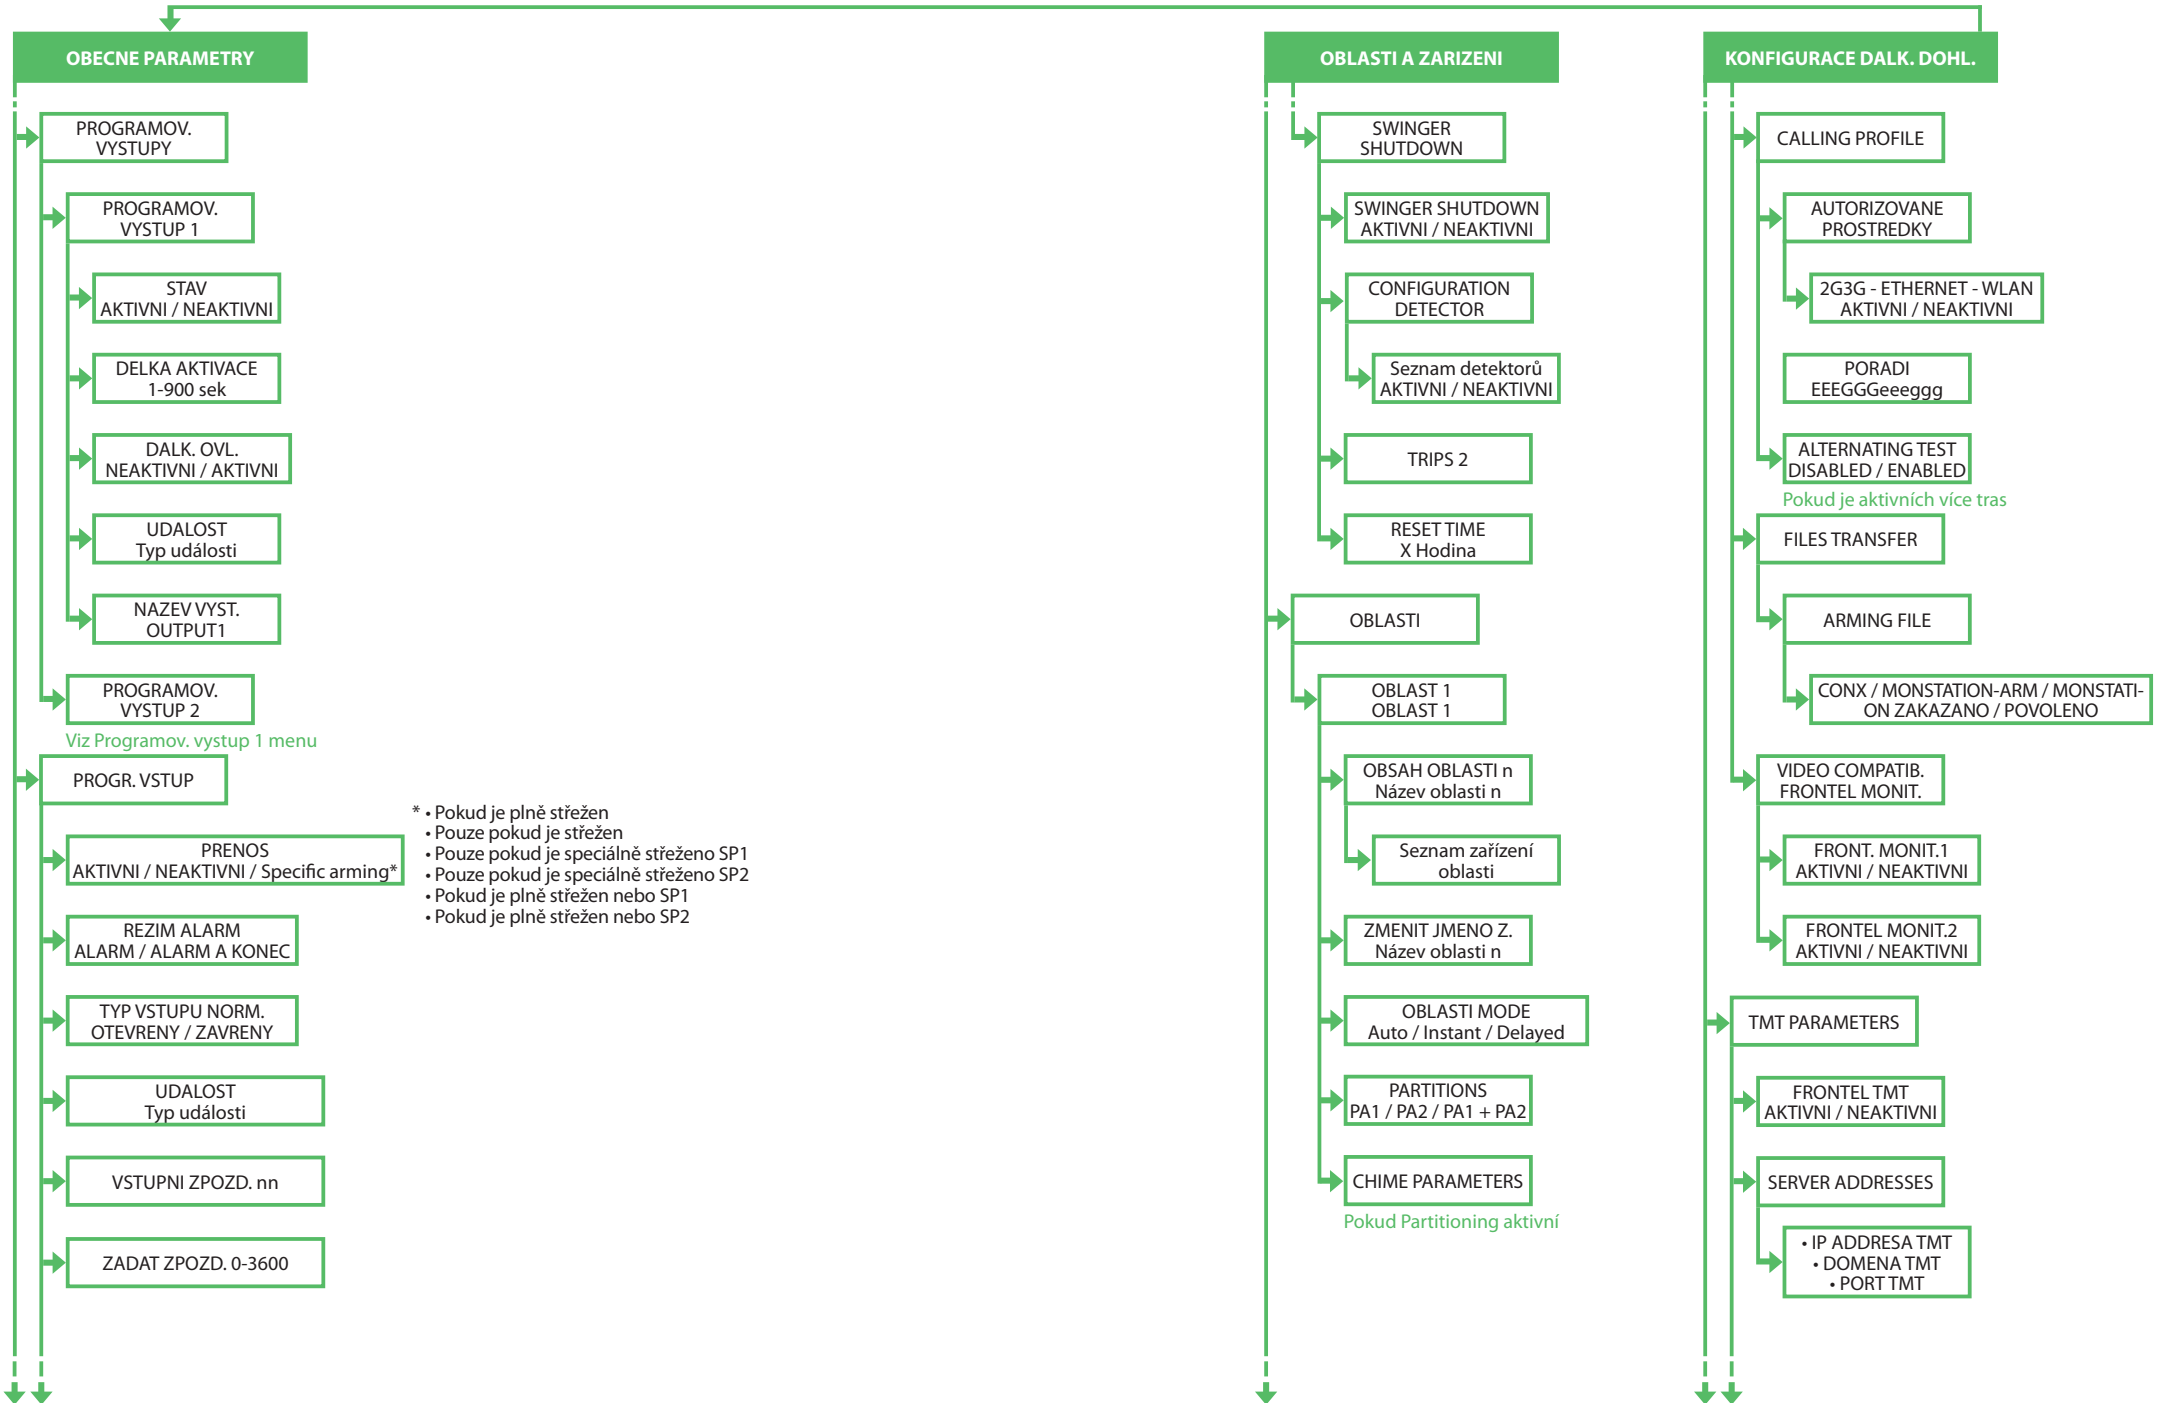 OBECNE PARAMETRY
PROGRAMOV.
VYSTUPY
PROGRAMOV.
VYSTUP 1
STAV
AKTIVNI / NEAKTIVNI
DELKA AKTIVACE
1-900 sek
DALK. OVL.
NEAKTIVNI / AKTIVNI
UDALOST
Typ události
NAZEV VYST.
OUTPUT1
PROGRAMOV.
VYSTUP 2
Viz Programov. vystup 1 menu
PROGR. VSTUP
PRENOS
AKTIVNI / NEAKTIVNI / Specific arming*
* • Pokud je plně střežen
• Pouze pokud je střežen
• Pouze pokud je speciálně střeženo SP1
• Pouze pokud je speciálně střeženo SP2
• Pokud je plně střežen nebo SP1
• Pokud je plně střežen nebo SP2
REZIM ALARM
ALARM / ALARM A KONEC
TYP VSTUPU NORM.
OTEVRENY / ZAVRENY
UDALOST
Typ události
VSTUPNI ZPOZD. nn
ZADAT ZPOZD. 0-3600
OBLASTI A ZARIZENI
SWINGER
SHUTDOWN
SWINGER SHUTDOWN
AKTIVNI / NEAKTIVNI
CONFIGURATION
DETECTOR
Seznam detektorů
AKTIVNI / NEAKTIVNI
TRIPS 2
RESET TIME
X Hodina
OBLASTI
OBLAST 1
OBLAST 1
OBSAH OBLASTI n
Název oblasti n
Seznam zařízení
oblasti
ZMENIT JMENO Z.
Název oblasti n
OBLASTI MODE
Auto / Instant / Delayed
PARTITIONS
PA1 / PA2 / PA1 + PA2
CHIME PARAMETERS
Pokud Partitioning aktivní
KONFIGURACE DALK. DOHL.
CALLING PROFILE
AUTORIZOVANE
PROSTREDKY
2G3G - ETHERNET - WLAN
AKTIVNI / NEAKTIVNI
PORADI
EEEGGGeeeggg
ALTERNATING TEST
DISABLED / ENABLED
Pokud je aktivních více tras
FILES TRANSFER
ARMING FILE
CONX / MONSTATION-ARM / MONSTATI-
ON ZAKAZANO / POVOLENO
VIDEO COMPATIB.
FRONTEL MONIT.
FRONT. MONIT.1
AKTIVNI / NEAKTIVNI
FRONTEL MONIT.2
AKTIVNI / NEAKTIVNI
TMT PARAMETERS
FRONTEL TMT
AKTIVNI / NEAKTIVNI
SERVER ADDRESSES
• IP ADDRESA TMT
• DOMENA TMT
• PORT TMT